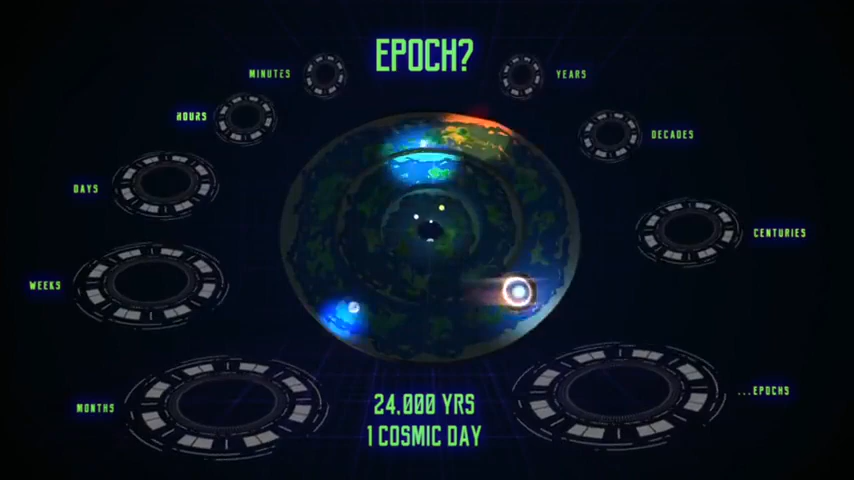 EPOCH?
MINUTES
YEARS
HOURS
DECADES
DAYS
CENTURIES
WEEKS
...EPOCHS
MONTHS
24,000 YRS
1 COSMIC DAY